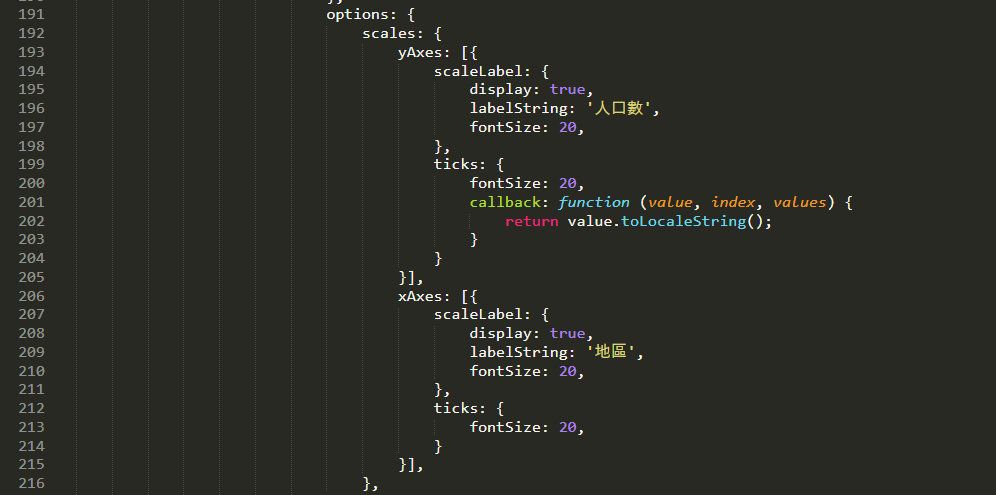 191 options: {
192 scales: {
193 yAxes: [{
194 scaleLabel: {
195 display: true,
196 labelString: '人口數',
197 fontSize: 20,
198 },
199 ticks: {
200 fontSize: 20,
201 callback: function (value, index, values) {
202 return value.toLocaleString();
203 }
204 }
205 }],
206 xAxes: [{
207 scaleLabel: {
208 display: true,
209 labelString: '地區',
210 fontSize: 20,
211 },
212 ticks: {
213 fontSize: 20,
214 }
215 }],
216 },